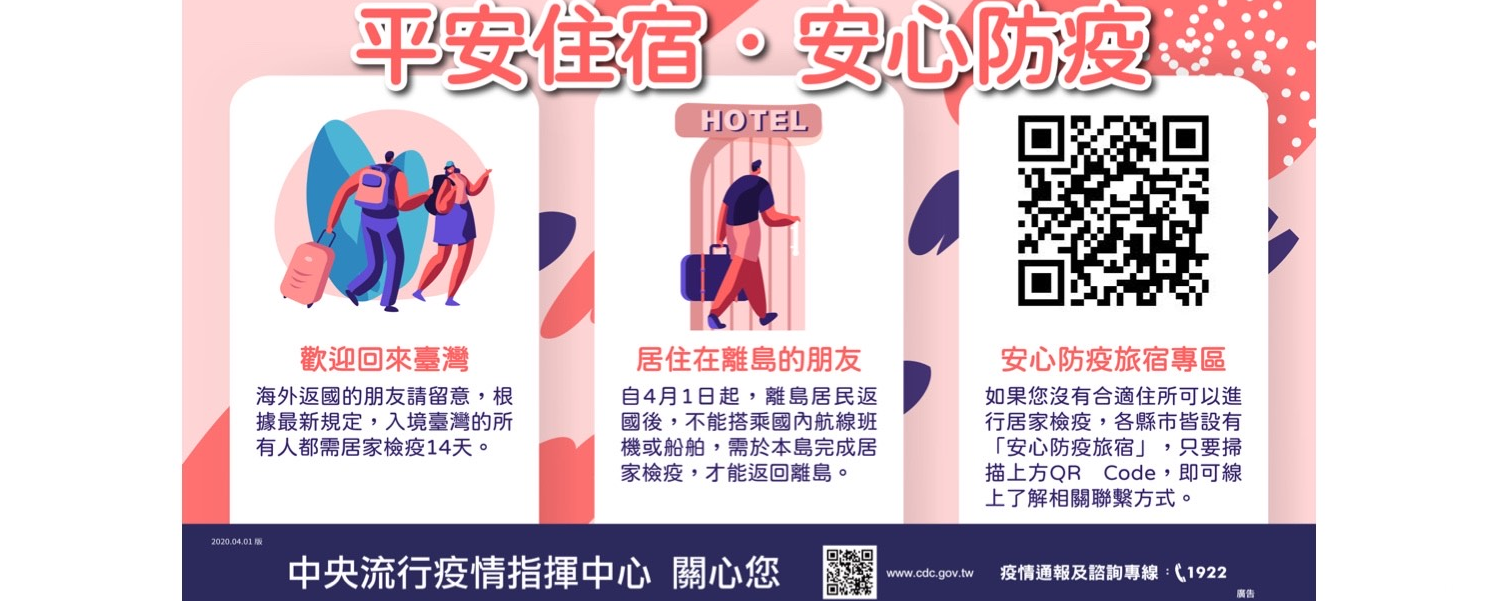 平安住宿・安心防疫
HOTEL
歡迎回來臺灣
海外返國的朋友請留意，根
據最新規定，入境臺灣的所
有人都需居家檢疫14天。
居住在離島的朋友
自4月1日起，離島居民返
國後，不能搭乘國內航線班
機或船舶，需於本島完成居
家檢疫，才能返回離島。
安心防疫旅宿專區
如果您沒有合適住所可以進
行居家檢疫，各縣市皆設有
「安心防疫旅宿」，只要掃
描上方QR Code，即可線
上了解相關聯繫方式。
2020.04.01 版
中央流行疫情指揮中心 關心您
www.cdc.gov.tw
疫情通報及諮詢專線：1922
廣告